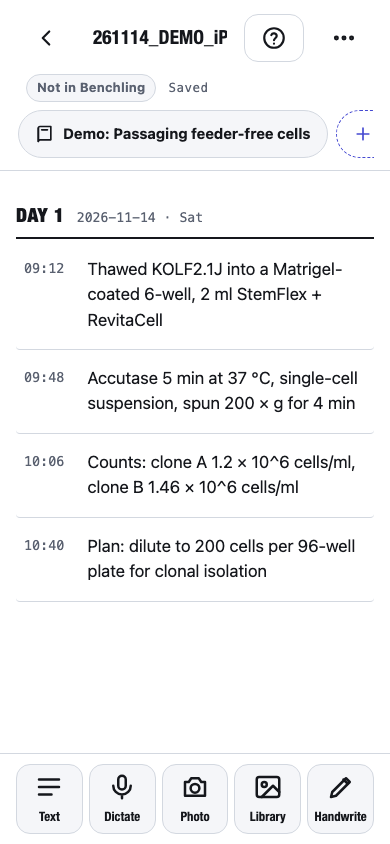 261114_DEMO_iP
Not in Benchling Saved
Demo: Passaging feeder-free cells
DAY 1 2026-11-14 · Sat
09:12 Thawed KOLF2.1J into a Matrigel-
coated 6-well, 2 ml StemFlex +
RevitaCell
09:48 Accutase 5 min at 37 °C, single-cell
suspension, spun 200 × g for 4 min
10:06 Counts: clone A 1.2 × 10^6 cells/ml,
clone B 1.46 × 10^6 cells/ml
10:40 Plan: dilute to 200 cells per 96-well
plate for clonal isolation
Text Dictate Photo Library Handwrite